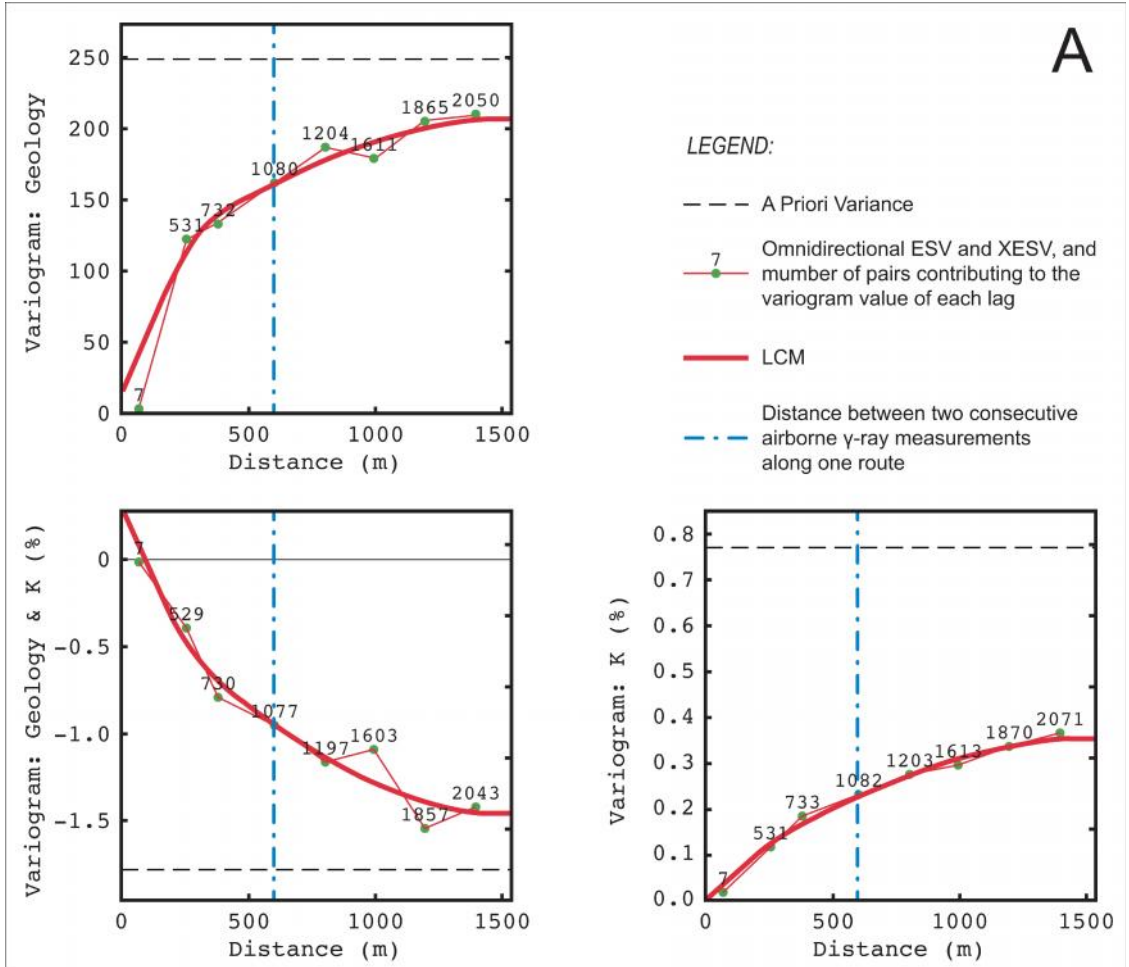 A
250
200
150
100
50
0
Variogram: Geology
7
531
732
1080
1204
1611
1865
2050
0 500 1000 1500
Distance (m)
LEGEND:
A Priori Variance
7
Omnidirectional ESV and XESV, and
mumber of pairs contributing to the
variogram value of each lag
LCM
Distance between two consecutive
airborne γ-ray measurements
along one route
0
-0.5
-1.0
-1.5
Variogram: Geology & K (%)
7
529
730
1077
1197
1603
1857
2043
0 500 1000 1500
Distance (m)
0.8
0.7
0.6
0.5
0.4
0.3
0.2
0.1
0.0
Variogram: K (%)
7
531
733
1082
1203
1613
1870
2071
0 500 1000 1500
Distance (m)